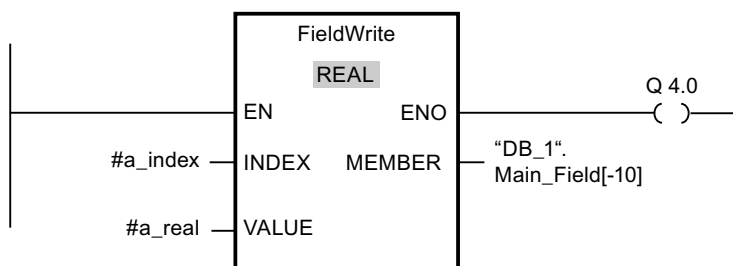 FieldWrite
REAL
Q 4.0
EN
ENO
#a_index
INDEX
MEMBER
“DB_1“.
Main_Field[-10]
#a_real
VALUE